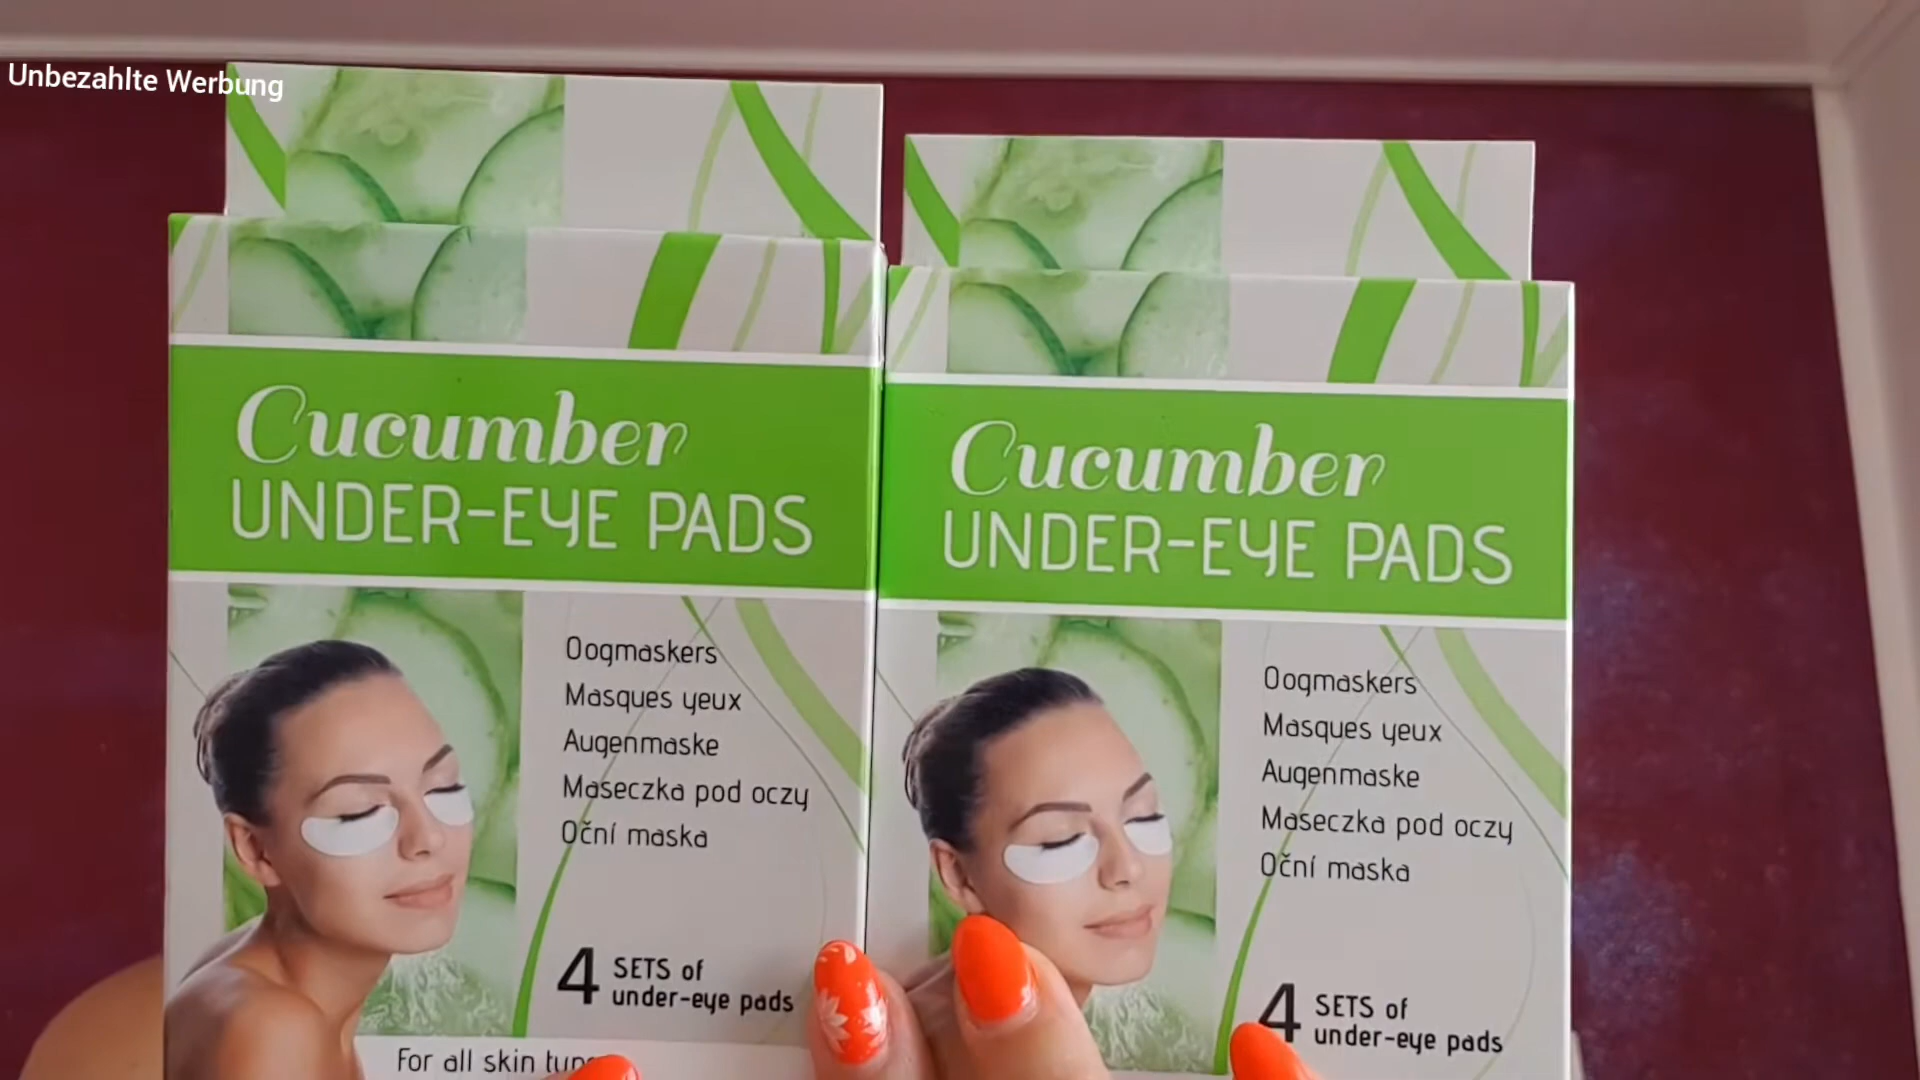 Unbezahlte Werbung
Cucumber
UNDER-EYE PADS
Oogmaskers
Masques yeux
Augenmaske
Maseczka pod oczy
Oční maska
4 SETS of
under-eye pads
For all skin
Cucumber
UNDER-EYE PADS
Oogmaskers
Masques yeux
Augenmaske
Maseczka pod oczy
Oční maska
4 SETS of
under-eye pads